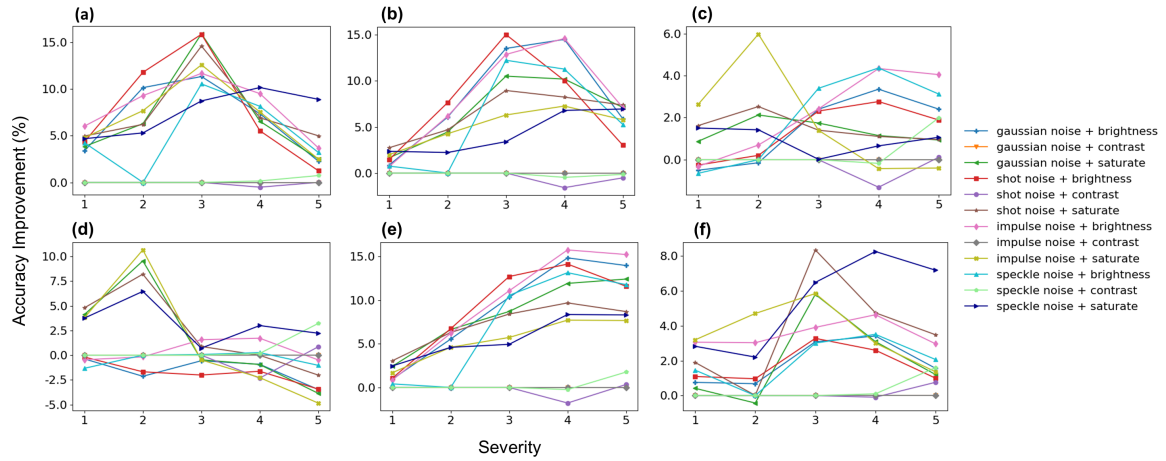 (a) (b) (c)
15.0 15.0 6.0
10.0 10.0 4.0
5.0 5.0 2.0
0.0 0.0 0.0
1 2 3 4 5 1 2 3 4 5 1 2 3 4 5
(d) (e) (f)
10.0 15.0 8.0
7.5 10.0 6.0
5.0 5.0 4.0
2.5 0.0 2.0
0.0 0.0
-2.5
-5.0
1 2 3 4 5 1 2 3 4 5 1 2 3 4 5
Accuracy Improvement (%)
Severity
gaussian noise + brightness
gaussian noise + contrast
gaussian noise + saturate
shot noise + brightness
shot noise + contrast
shot noise + saturate
impulse noise + brightness
impulse noise + contrast
impulse noise + saturate
speckle noise + brightness
speckle noise + contrast
speckle noise + saturate